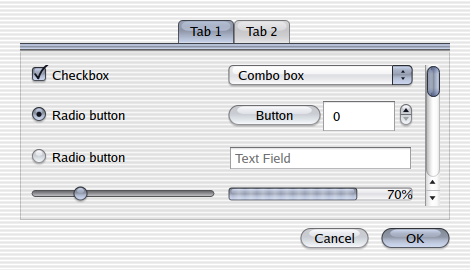 Tab 1 Tab 2
Checkbox Combo box
Radio button Button 0
Radio button Text Field
70%
Cancel OK